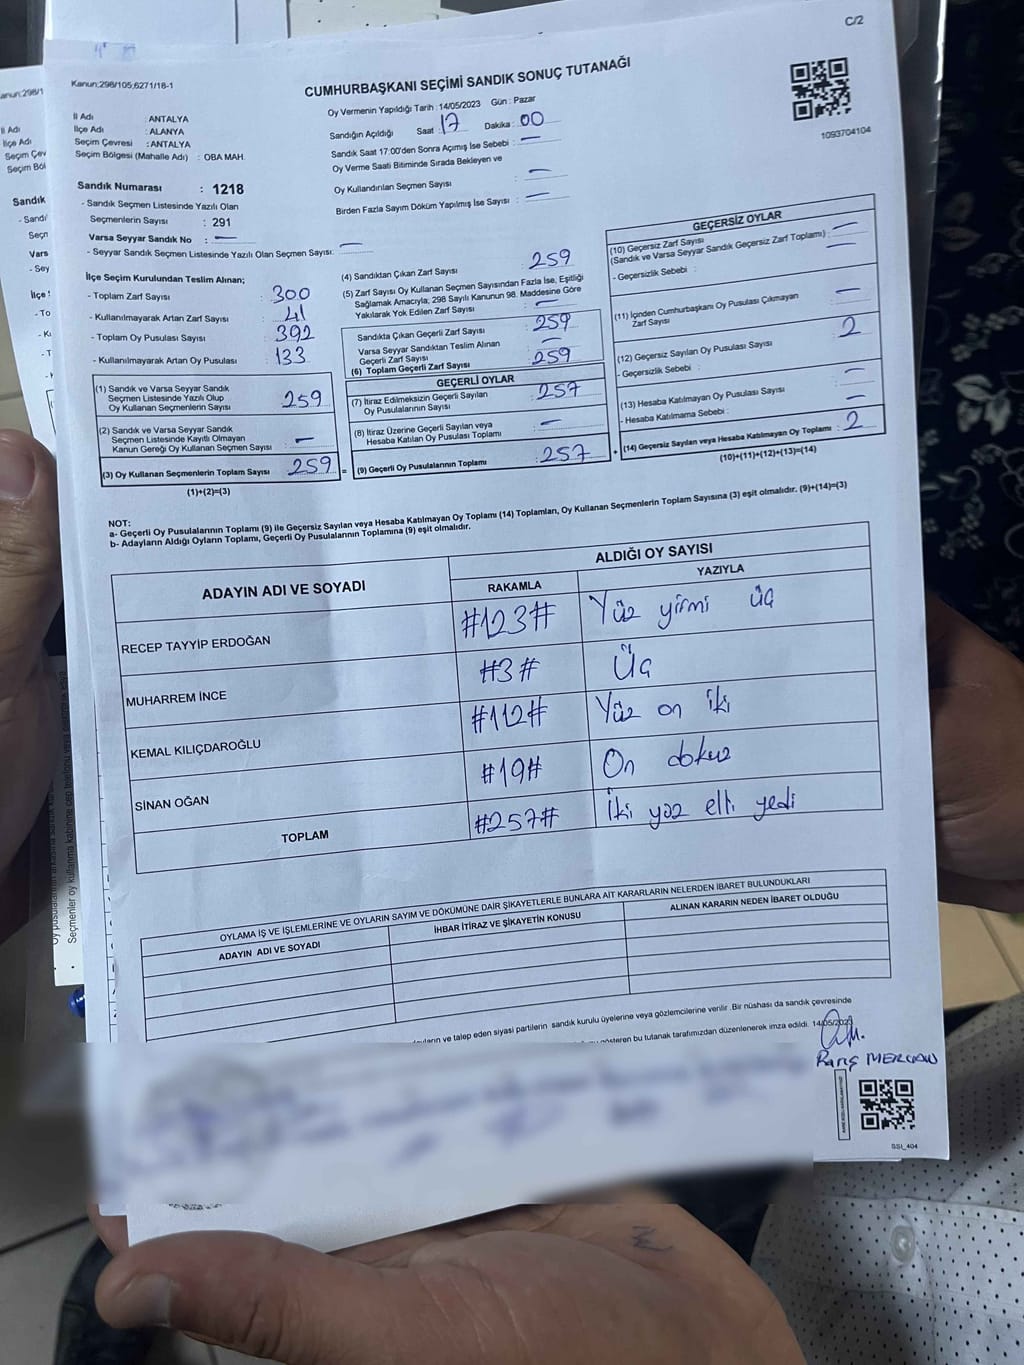 C/2
Kanun:298/105,6271/18-1
CUMHURBAŞKANI SEÇİMİ SANDIK SONUÇ TUTANAĞI
1093704104
İl Adı : ANTALYA
İlçe Adı : ALANYA
Seçim Çevresi : ANTALYA
Seçim Bölgesi (Mahalle Adı) : OBA MAH.
Sandık Numarası : 1218
- Sandık Seçmen Listesinde Yazılı Olan
Seçmenlerin Sayısı : 291
Varsa Seyyar Sandık No : —
- Seyyar Sandık Seçmen Listesinde Yazılı Olan Seçmen Sayısı: —
Oy Vermenin Yapıldığı Tarih : 14/05/2023 Gün : Pazar
Sandığın Açıldığı Saat : 17 Dakika : 00
Sandık Saat 17:00'den Sonra Açımış İse Sebebi : —
Oy Verme Saati Bitiminde Sırada Bekleyen ve
Oy Kullandırılan Seçmen Sayısı : —
Birden Fazla Sayım Döküm Yapılmış İse Sayısı : —
İlçe Seçim Kurulundan Teslim Alınan;
- Toplam Zarf Sayısı : 300
- Kullanılmayarak Artan Zarf Sayısı : 41
- Toplam Oy Pusulası Sayısı : 392
- Kullanılmayarak Artan Oy Pusulası : 133
(1) Sandık ve Varsa Seyyar Sandık
Seçmen Listesinde Yazılı Olup
Oy Kullanan Seçmenlerin Sayısı : 259
(2) Sandık ve Varsa Seyyar Sandık
Seçmen Listesinde Kayıtlı Olmayan
Kanun Gereği Oy Kullanan Seçmen Sayısı : —
(3) Oy Kullanan Seçmenlerin Toplam Sayısı : 259 =
(1)+(2)=(3)
(4) Sandıktan Çıkan Zarf Sayısı : 259
(5) Zarf Sayısı Oy Kullanan Seçmen Sayısından Fazla İse, Eşitliği
Sağlamak Amacıyla; 298 Sayılı Kanunun 98. Maddesine Göre
Yakılarak Yok Edilen Zarf Sayısı : —
Sandıkta Çıkan Geçerli Zarf Sayısı : 259
Varsa Seyyar Sandıktan Teslim Alınan
Geçerli Zarf Sayısı : —
(6) Toplam Geçerli Zarf Sayısı : 259
GEÇERLİ OYLAR
(7) İtiraz Edilmeksizin Geçerli Sayılan
Oy Pusulalarının Sayısı : 257
(8) İtiraz Üzerine Geçerli Sayılan veya
Hesaba Katılan Oy Pusulası Toplamı : —
(9) Geçerli Oy Pusulalarının Toplamı : 257 +
GEÇERSİZ OYLAR
(10) Geçersiz Zarf Sayısı : —
(Sandık ve Varsa Seyyar Sandık Geçersiz Zarf Toplamı) : —
- Geçersizlik Sebebi :
(11) İçinden Cumhurbaşkanı Oy Pusulası Çıkmayan
Zarf Sayısı : —
(12) Geçersiz Sayılan Oy Pusulası Sayısı : 2
- Geçersizlik Sebebi :
(13) Hesaba Katılmayan Oy Pusulası Sayısı : —
- Hesaba Katılmama Sebebi : —
(14) Geçersiz Sayılan veya Hesaba Katılmayan Oy Toplamı : 2
(10)+(11)+(12)+(13)=(14)
NOT:
a- Geçerli Oy Pusulalarının Toplamı (9) ile Geçersiz Sayılan veya Hesaba Katılmayan Oy Toplamı (14) Toplamları, Oy Kullanan Seçmenlerin Toplam Sayısına (3) eşit olmalıdır. (9)+(14)=(3)
b- Adayların Aldığı Oyların Toplamı, Geçerli Oy Pusulalarının Toplamına (9) eşit olmalıdır.
ADAYIN ADI VE SOYADI ALDIĞI OY SAYISI
RAKAMLA YAZIYLA
RECEP TAYYİP ERDOĞAN #123# Yüz yirmi üç
MUHARREM İNCE #3# Üç
KEMAL KILIÇDAROĞLU #112# Yüz on iki
SİNAN OĞAN #19# On dokuz
TOPLAM #257# İki yüz elli yedi
OYLAMA İŞ VE İŞLEMLERİNE VE OYLARIN SAYIM VE DÖKÜMÜNE DAİR ŞİKAYETLERLE BUNLARA AİT KARARLARIN NELERDEN İBARET BULUNDUKLARI
ADAYIN ADI VE SOYADI İHBAR İTİRAZ VE ŞİKAYETİN KONUSU ALINAN KARARIN NEDEN İBARET OLDUĞU
ve talep eden siyasi partilerin sandık kurulu üyelerine veya gözlemcilerine verilir. Bir nüshası da sandık çevresinde
gösteren bu tutanak tarafımızdan düzenlenerek imza edildi. 14/05/2023
SSI_404